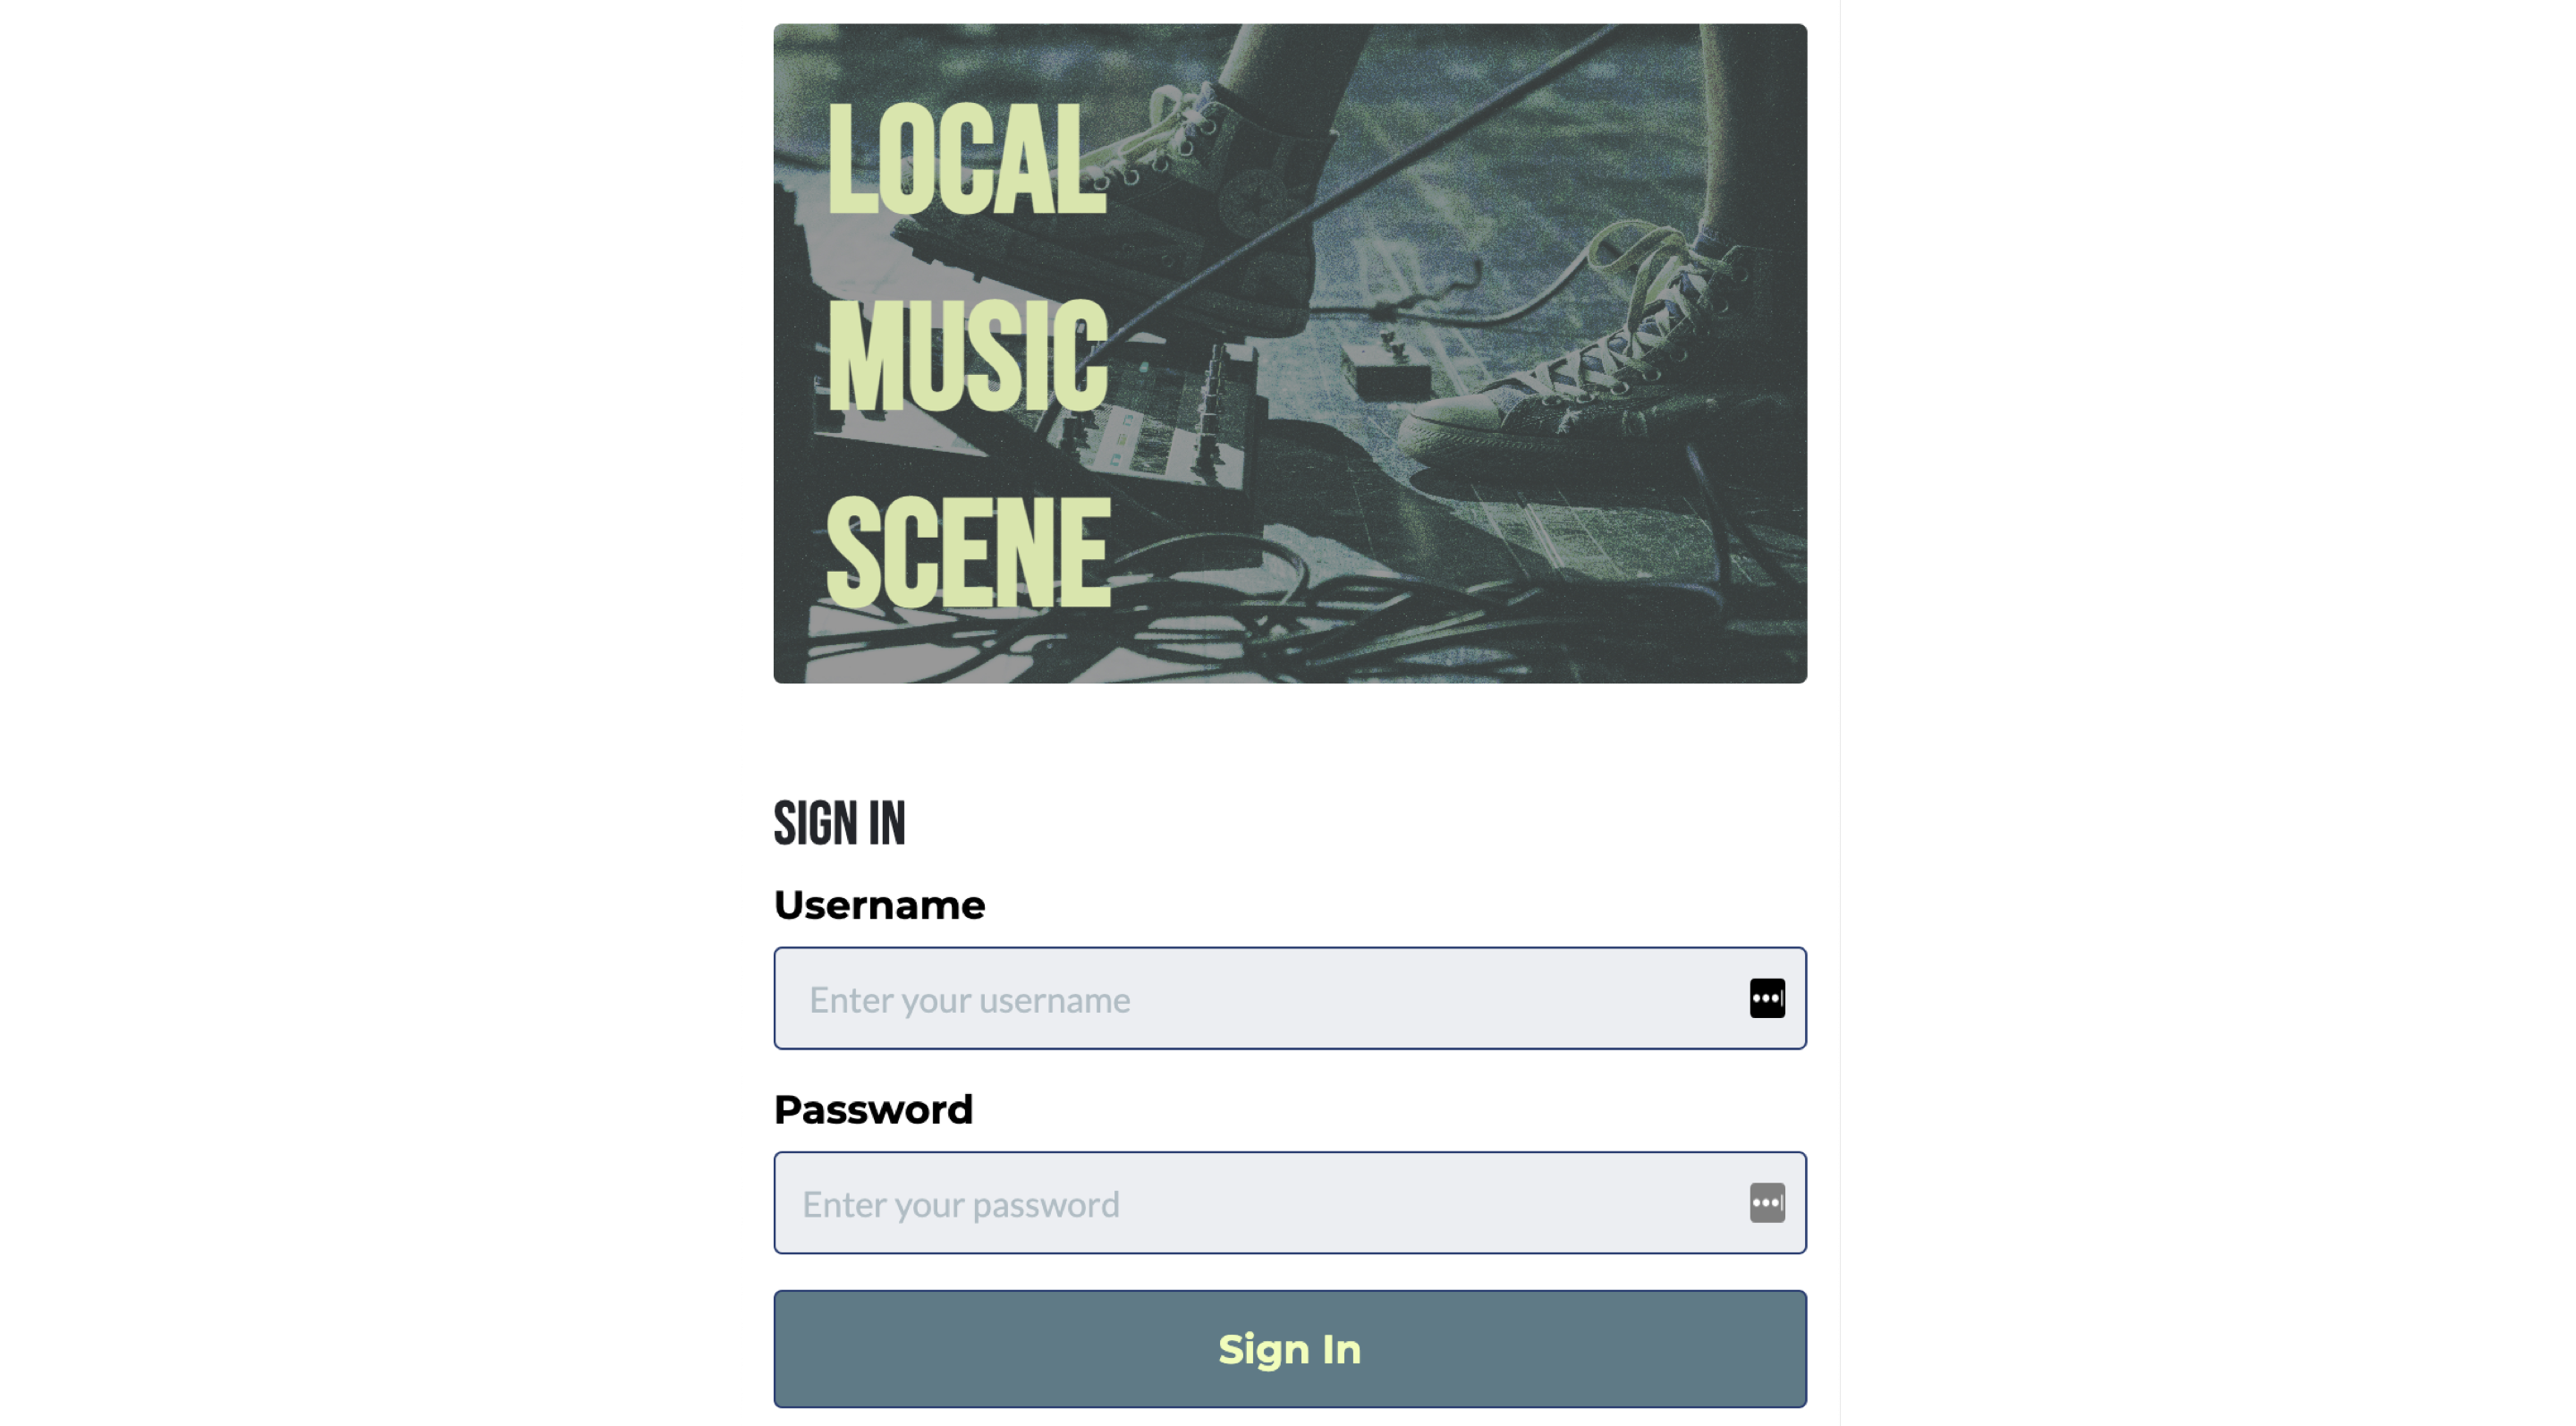 LOCAL
MUSIC
SCENE
SIGN IN
Username
Enter your username
Password
Enter your password
Sign In